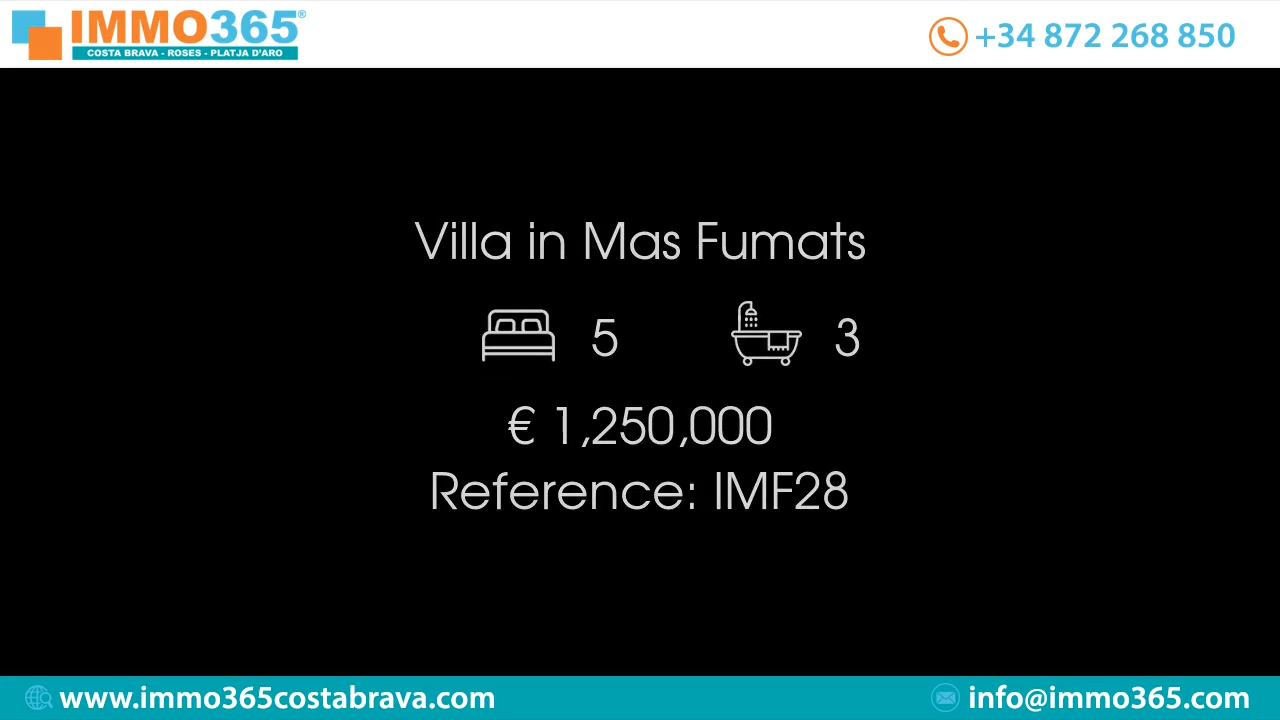 IMMO365®
COSTA BRAVA - ROSES - PLATJA D'ARO
+34 872 268 850
Villa in Mas Fumats
5 3
€ 1,250,000
Reference: IMF28
www.immo365costabrava.com
info@immo365.com